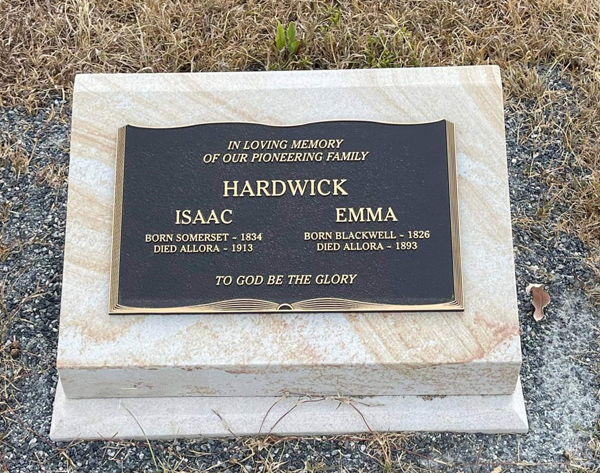 IN LOVING MEMORY
OF OUR PIONEERING FAMILY
HARDWICK
ISAAC
BORN SOMERSET - 1834
DIED ALLORA - 1913
EMMA
BORN BLACKWELL - 1826
DIED ALLORA - 1893
TO GOD BE THE GLORY